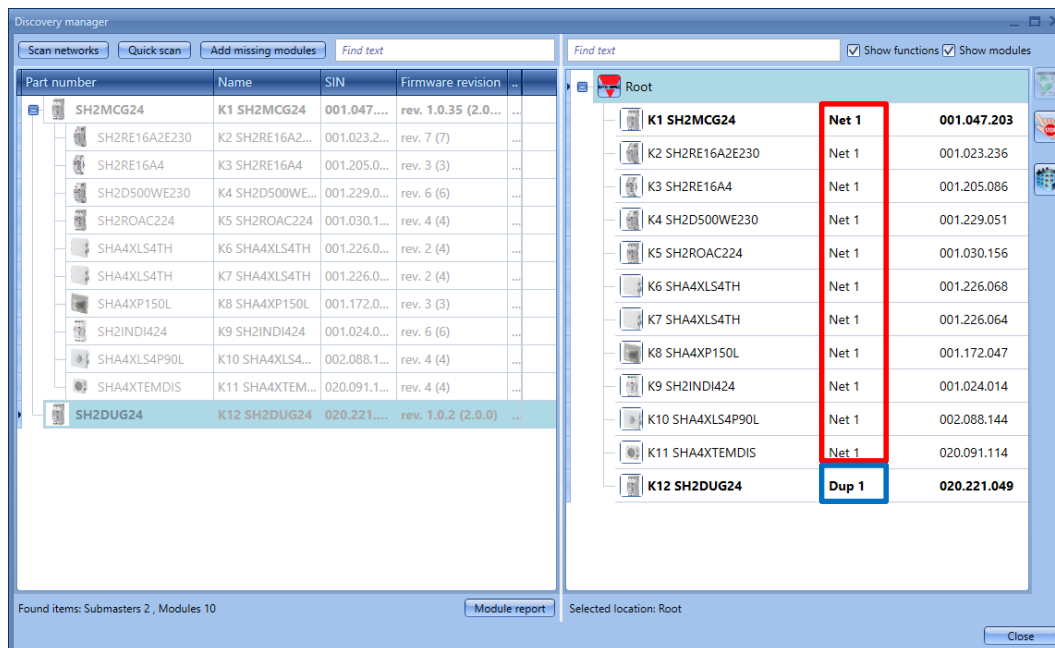 Discovery manager
Scan networks Quick scan Add missing modules Find text
Find text Show functions Show modules
Part number Name SIN Firmware revision ..
SH2MCG24 K1 SH2MCG24 001.047.... rev. 1.0.35 (2.0... ...
SH2RE16A2E230 K2 SH2RE16A2... 001.023.2... rev. 7 (7) ...
SH2RE16A4 K3 SH2RE16A4 001.205.0... rev. 3 (3) ...
SH2D500WE230 K4 SH2D500WE... 001.229.0... rev. 6 (6) ...
SH2ROAC224 K5 SH2ROAC224 001.030.1... rev. 4 (4) ...
SHA4XLS4TH K6 SHA4XLS4TH 001.226.0... rev. 2 (4) ...
SHA4XLS4TH K7 SHA4XLS4TH 001.226.0... rev. 2 (4) ...
SHA4XP150L K8 SHA4XP150L 001.172.0... rev. 3 (3) ...
SH2INDI424 K9 SH2INDI424 001.024.0... rev. 6 (6) ...
SHA4XLS4P90L K10 SHA4XLS4... 002.088.1... rev. 4 (4) ...
SHA4XTEMDIS K11 SHA4XTEM... 020.091.1... rev. 4 (4) ...
SH2DUG24 K12 SH2DUG24 020.221.... rev. 1.0.2 (2.0.0) ...
Root
K1 SH2MCG24 Net 1 001.047.203
K2 SH2RE16A2E230 Net 1 001.023.236
K3 SH2RE16A4 Net 1 001.205.086
K4 SH2D500WE230 Net 1 001.229.051
K5 SH2ROAC224 Net 1 001.030.156
K6 SHA4XLS4TH Net 1 001.226.068
K7 SHA4XLS4TH Net 1 001.226.064
K8 SHA4XP150L Net 1 001.172.047
K9 SH2INDI424 Net 1 001.024.014
K10 SHA4XLS4P90L Net 1 002.088.144
K11 SHA4XTEMDIS Net 1 020.091.114
K12 SH2DUG24 Dup 1 020.221.049
Found items: Submasters 2 , Modules 10 Module report
Selected location: Root
Close